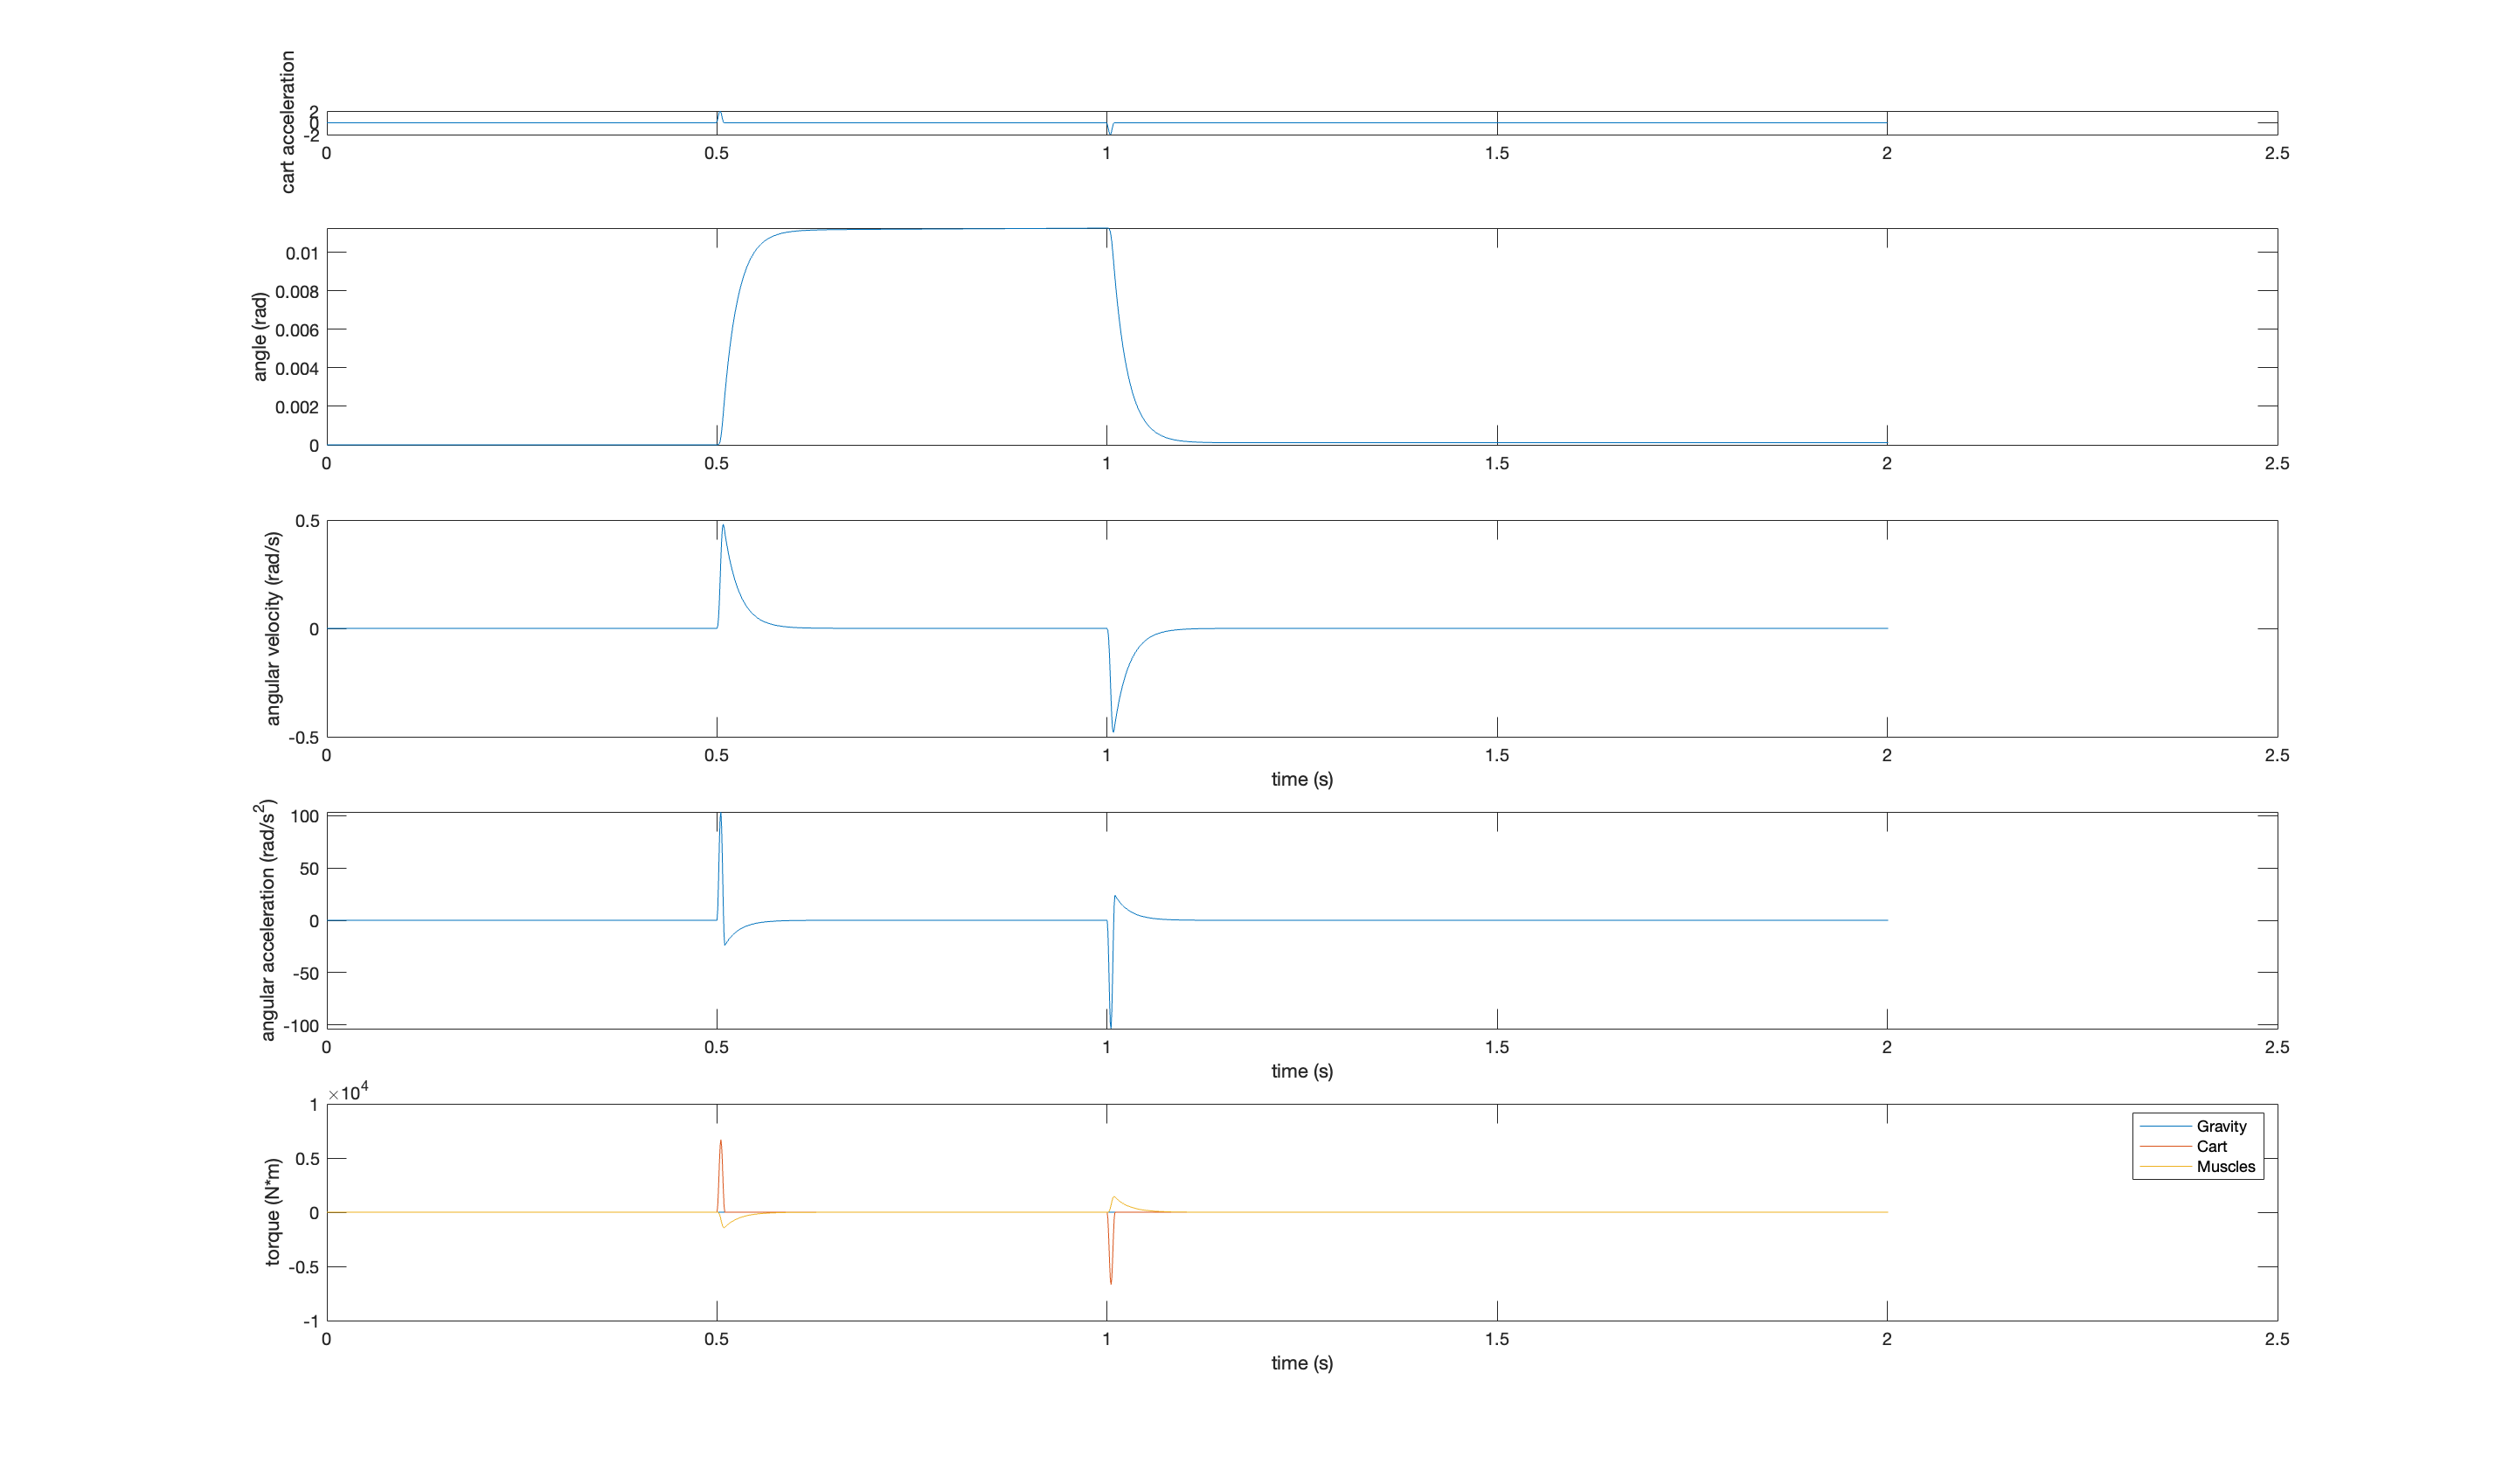 cart acceleration
2
0
-2
0 0.5 1 1.5 2 2.5
angle (rad)
0.01
0.008
0.006
0.004
0.002
0
0 0.5 1 1.5 2 2.5
angular velocity (rad/s)
0.5
0
-0.5
0 0.5 1 1.5 2 2.5
time (s)
angular acceleration (rad/s²)
100
50
0
-50
-100
0 0.5 1 1.5 2 2.5
time (s)
×10⁴
torque (N*m)
1
0.5
0
-0.5
-1
0 0.5 1 1.5 2 2.5
time (s)
Gravity
Cart
Muscles